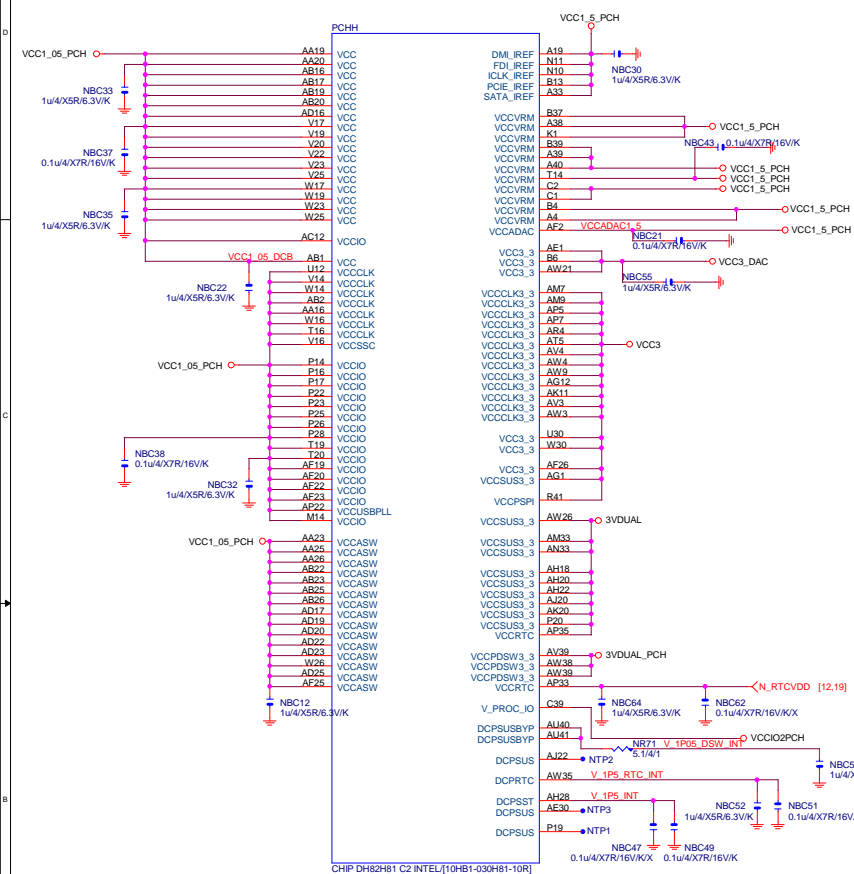 VCC1_5_PCH
D
PCHH
VCC1_05_PCH
AA19 VCC DMI_IREF A19
AA20 VCC FDI_IREF N11
AB16 VCC ICLK_IREF N10
AB17 VCC PCIE_IREF B13
AB19 VCC SATA_IREF A33
AB20 VCC
AD16 VCC VCCVRM B37
V17 VCC VCCVRM A38
V19 VCC VCCVRM K1
V20 VCC VCCVRM B39
V22 VCC VCCVRM A39
V23 VCC VCCVRM A40
V25 VCC VCCVRM T14
W17 VCC VCCVRM C2
W19 VCC VCCVRM C1
W23 VCC VCCVRM B4
W25 VCC VCCVRM A4
VCCADAC AF2
NBC30
1u/4/X5R/6.3V/K
NBC33
1u/4/X5R/6.3V/K
NBC37
0.1u/4/X7R/16V/K
NBC35
1u/4/X5R/6.3V/K
VCC1_5_PCH
NBC43 0.1u/4/X7R/16V/K
VCC1_5_PCH
VCC1_5_PCH
VCC1_5_PCH
VCC1_5_PCH
VCCADAC1_5
VCC1_5_PCH
NBC21
0.1u/4/X7R/16V/K
AC12 VCCIO
VCC1_05_DCB
AB1 VCC
U12 VCCCLK
V14 VCCCLK
W14 VCCCLK
AB2 VCCCLK
AA16 VCCCLK
W16 VCCCLK
T16 VCCCLK
V16 VCCSSC
NBC22
1u/4/X5R/6.3V/K
VCC3_3 AE1
VCC3_3 B6
VCC3_3 AW21
VCC3_DAC
NBC55
1u/4/X5R/6.3V/K
VCCCLK3_3 AM7
VCCCLK3_3 AM9
VCCCLK3_3 AP5
VCCCLK3_3 AP7
VCCCLK3_3 AR4
VCCCLK3_3 AT5
VCCCLK3_3 AV4
VCCCLK3_3 AW4
VCCCLK3_3 AW9
VCCCLK3_3 AG12
VCCCLK3_3 AK11
VCCCLK3_3 AV3
VCCCLK3_3 AW3
VCC3
VCC1_05_PCH
C
P14 VCCIO
P16 VCCIO
P17 VCCIO
P22 VCCIO
P23 VCCIO
P25 VCCIO
P26 VCCIO
P28 VCCIO
T19 VCCIO
T20 VCCIO
AF19 VCCIO
AF20 VCCIO
AF22 VCCIO
AF23 VCCIO
AP22 VCCUSBPLL
M14 VCCIO
NBC38
0.1u/4/X7R/16V/K
NBC32
1u/4/X5R/6.3V/K
VCC3_3 U30
VCC3_3 W30
VCC3_3 AF26
VCCSUS3_3 AG1
VCCPSPI R41
VCCSUS3_3 AW26
3VDUAL
VCCSUS3_3 AM33
VCCSUS3_3 AN33
VCCSUS3_3 AH18
VCCSUS3_3 AH20
VCCSUS3_3 AH22
VCCSUS3_3 AJ20
VCCSUS3_3 AK20
VCCSUS3_3 P20
VCCRTC AP35
VCC1_05_PCH
AA23 VCCASW
AA25 VCCASW
AA26 VCCASW
AB22 VCCASW
AB23 VCCASW
AB25 VCCASW
AB26 VCCASW
AD17 VCCASW
AD19 VCCASW
AD20 VCCASW
AD22 VCCASW
AD23 VCCASW
W26 VCCASW
AD25 VCCASW
AF25 VCCASW
NBC12
1u/4/X5R/6.3V/K
VCCPDSW3_3 AV39
VCCPDSW3_3 AW38
VCCPDSW3_3 AW39
3VDUAL_PCH
VCCRTC AP33
N_RTCVDD [12,19]
NBC64
1u/4/X5R/6.3V/K
NBC62
0.1u/4/X7R/16V/K/X
V_PROC_IO C39
VCCIO2PCH
DCPSUSBYP AU40
DCPSUSBYP AU41
NR71 V_1P05_DSW_INT
5.1/4/1
DCPSUS AJ22 NTP2
B
DCPRTC AW35 V_1P5_RTC_INT
NBC52
1u/4/X5R/6.3V/K
NBC51
DCPSST AH28 V_1P5_INT
DCPSUS AE30 NTP3
DCPSUS P19 NTP1
NBC47
0.1u/4/X7R/16V/K/X
NBC49
0.1u/4/X7R/16V/K
CHIP DH82H81 C2 INTEL/[10HB1-030H81-10R]